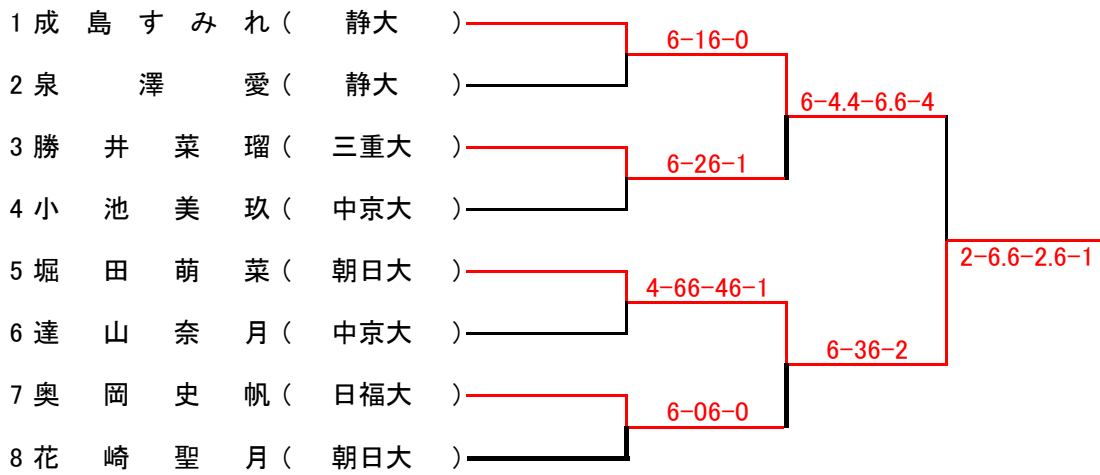 1 成島すみれ( 静大 )
6-16-0
2 泉澤愛( 静大 )
6-4.4-6.6-4
3 勝井菜瑠( 三重大 )
6-26-1
4 小池美玖( 中京大 )
2-6.6-2.6-1
5 堀田萌菜( 朝日大 )
4-66-46-1
6 達山奈月( 中京大 )
6-36-2
7 奥岡史帆( 日福大 )
6-06-0
8 花崎聖月( 朝日大 )